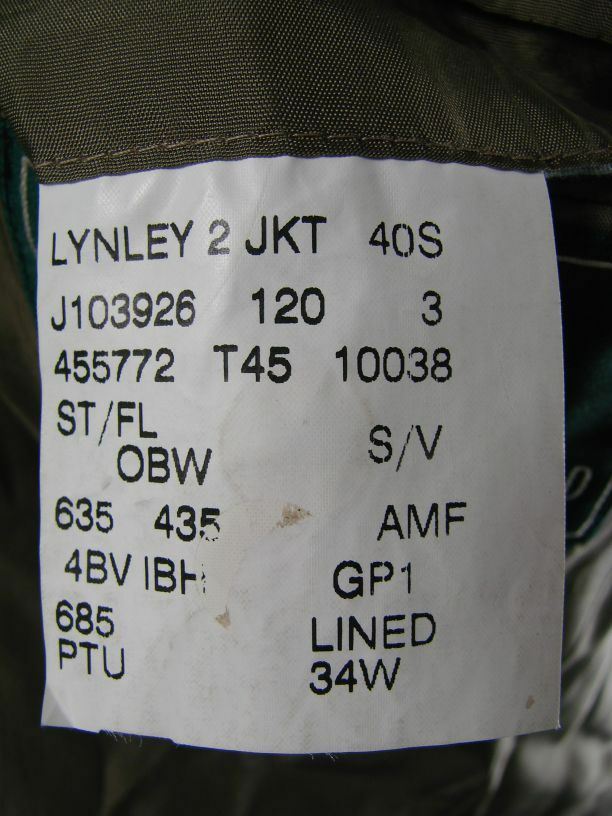 LYNLEY 2 JKT 40S
J103926 120 3
455772 T45 10038
ST/FL
OBW S/V
635 435 AMF
4BV IBH GP1
685 LINED
PTU 34W